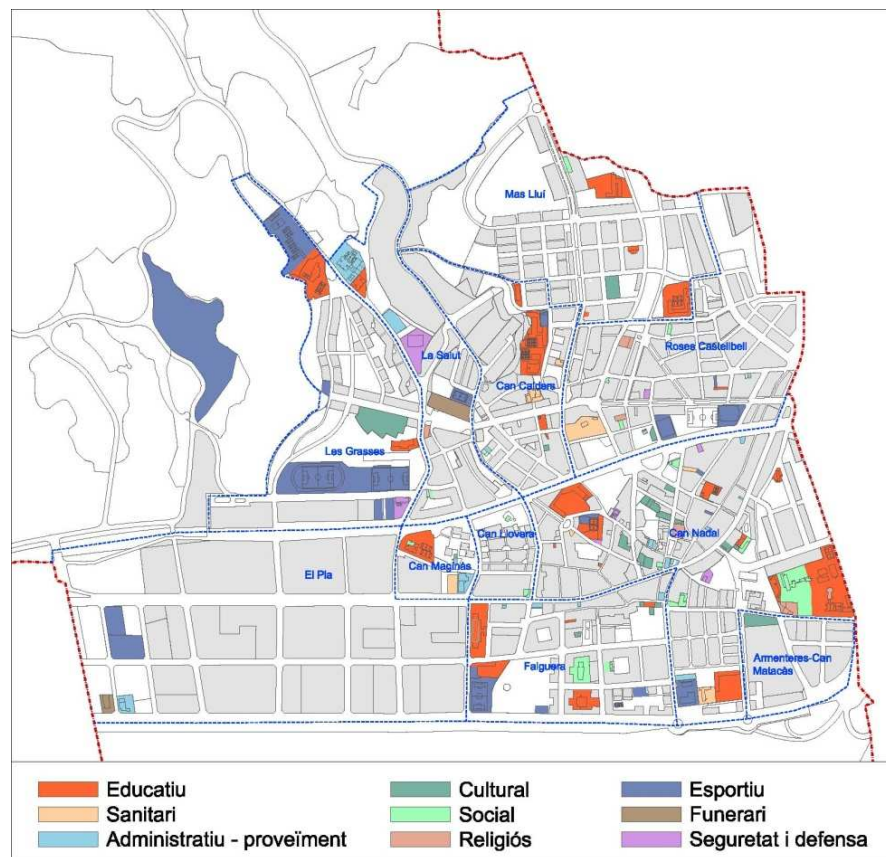 Mas Lluí
Roses Castellbell
La Salut
Can Calders
Les Grasses
Can Nadal
Can Llovera
Can Maginàs
El Pla
Falguera
Armenteres-Can
Matacàs
Educatiu
Cultural
Esportiu
Sanitari
Social
Funerari
Administratiu - proveïment
Religiós
Seguretat i defensa